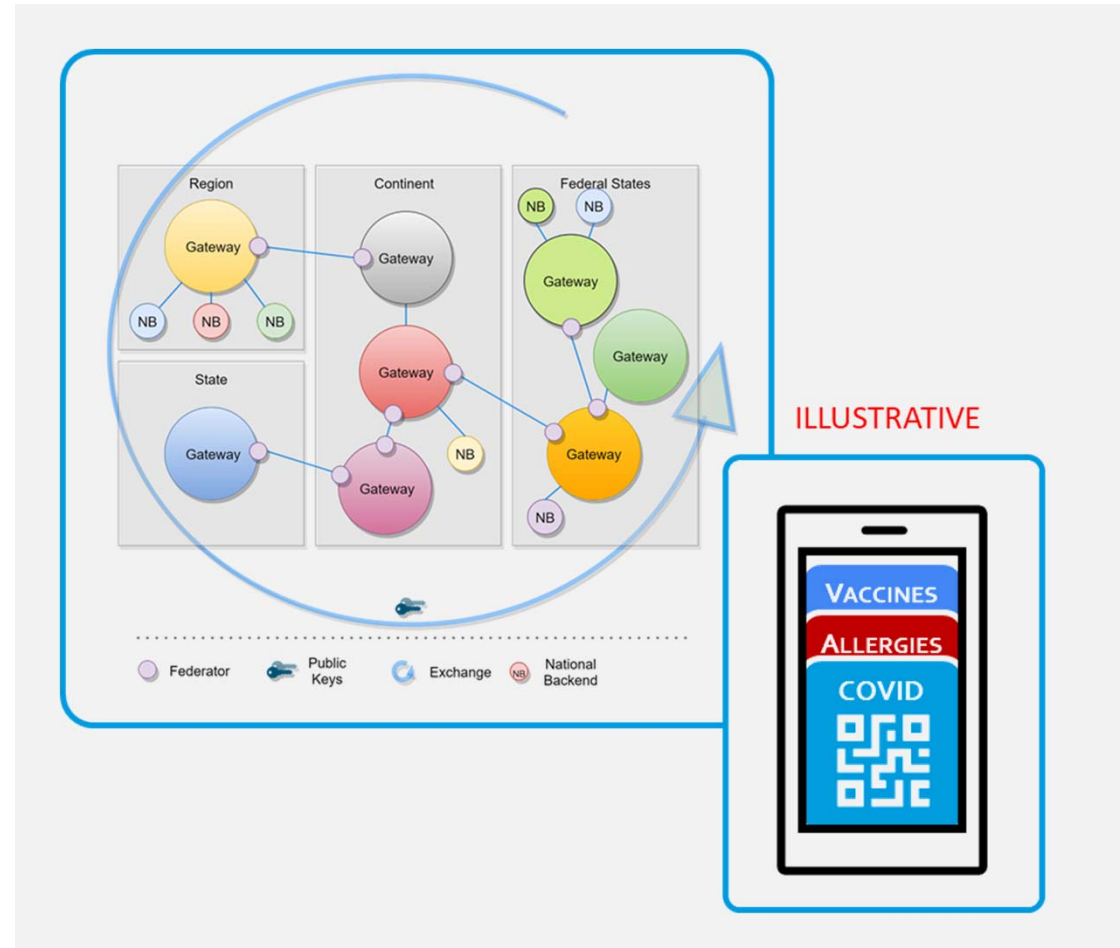 Region
Gateway
NB
NB
NB
State
Gateway
Continent
Gateway
Gateway
NB
Gateway
Federal States
NB
NB
Gateway
Gateway
Gateway
NB
Federator
Public
Keys
Exchange
NB
National
Backend
ILLUSTRATIVE
VACCINES
ALLERGIES
COVID